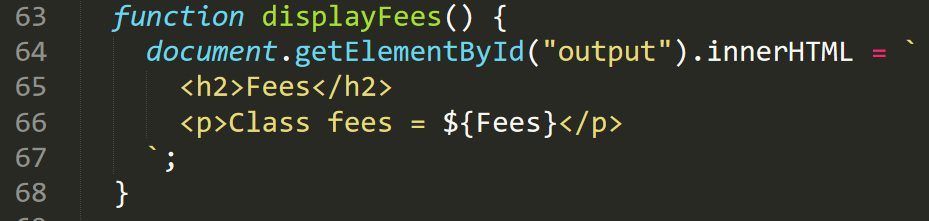 63 function displayFees() {
64 document.getElementById("output").innerHTML = `
65 <h2>Fees</h2>
66 <p>Class fees = ${Fees}</p>
67 `;
68 }